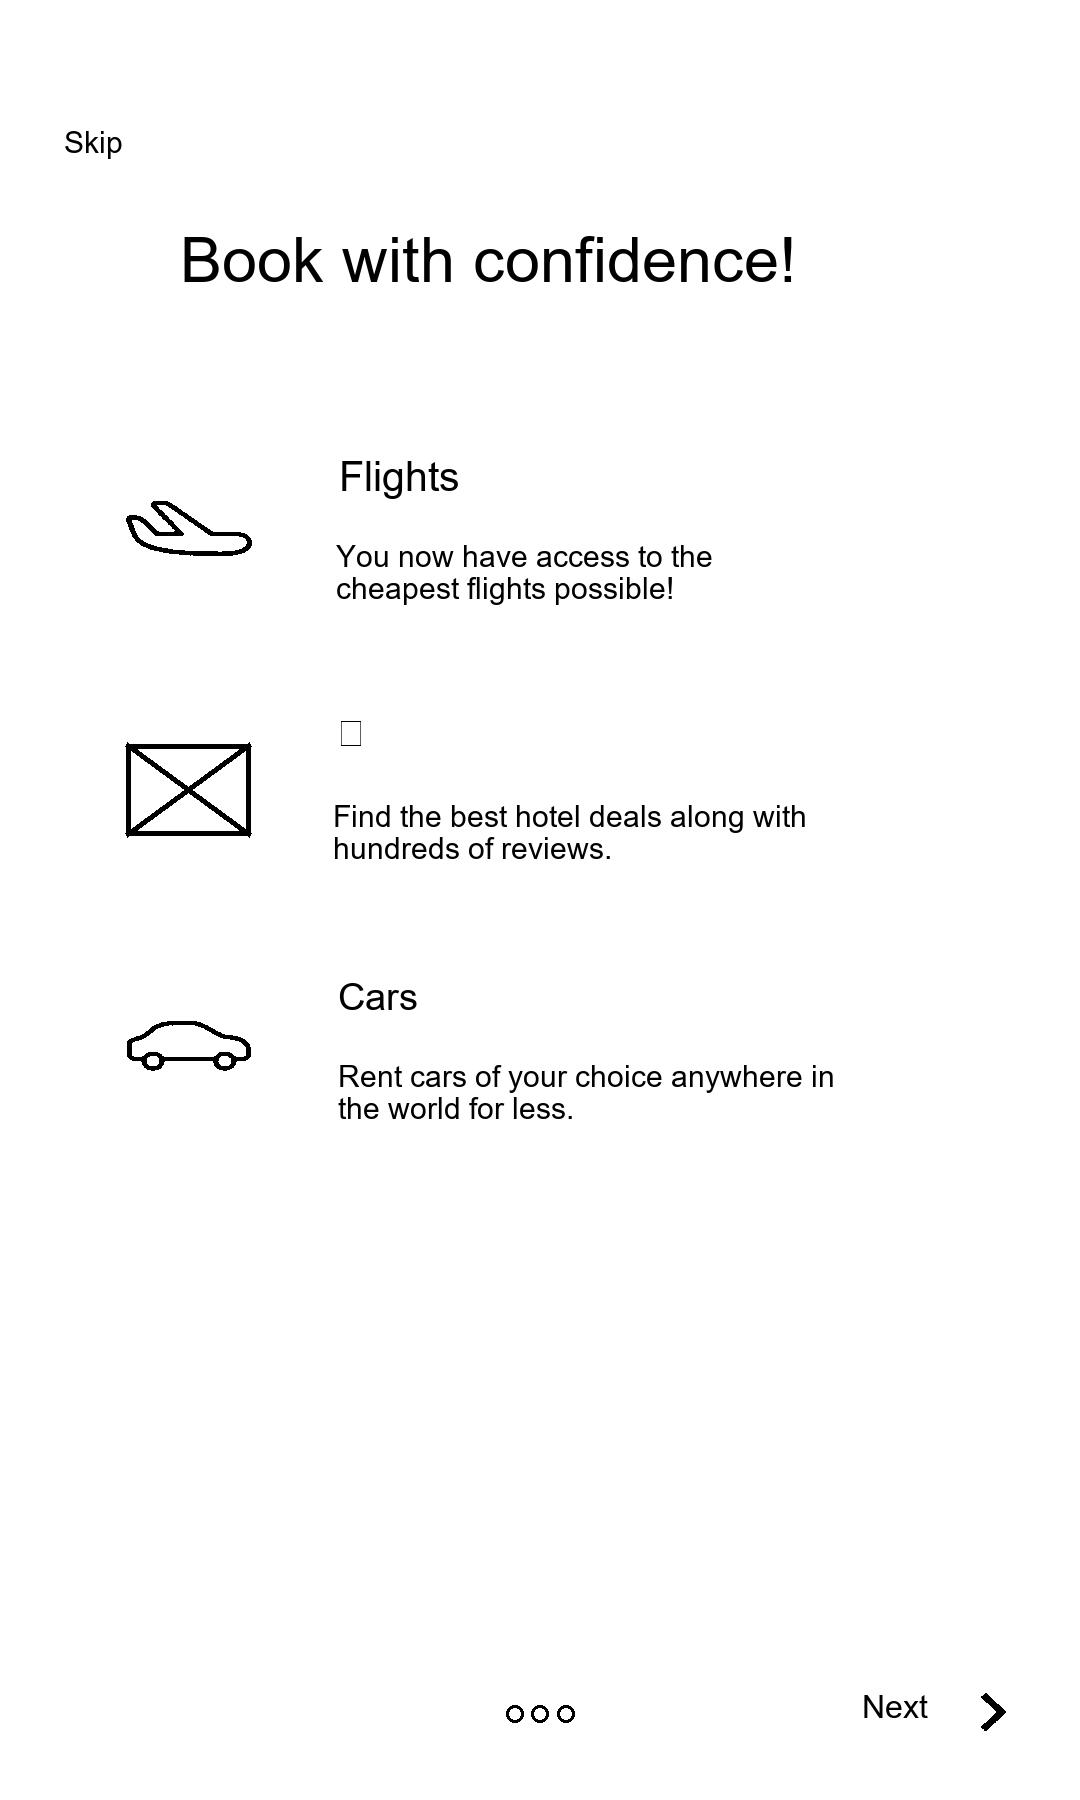 Skip
Book with confidence!
Flights
You now have access to the
cheapest flights possible!
Find the best hotel deals along with
hundreds of reviews.
Cars
Rent cars of your choice anywhere in
the world for less.
Next